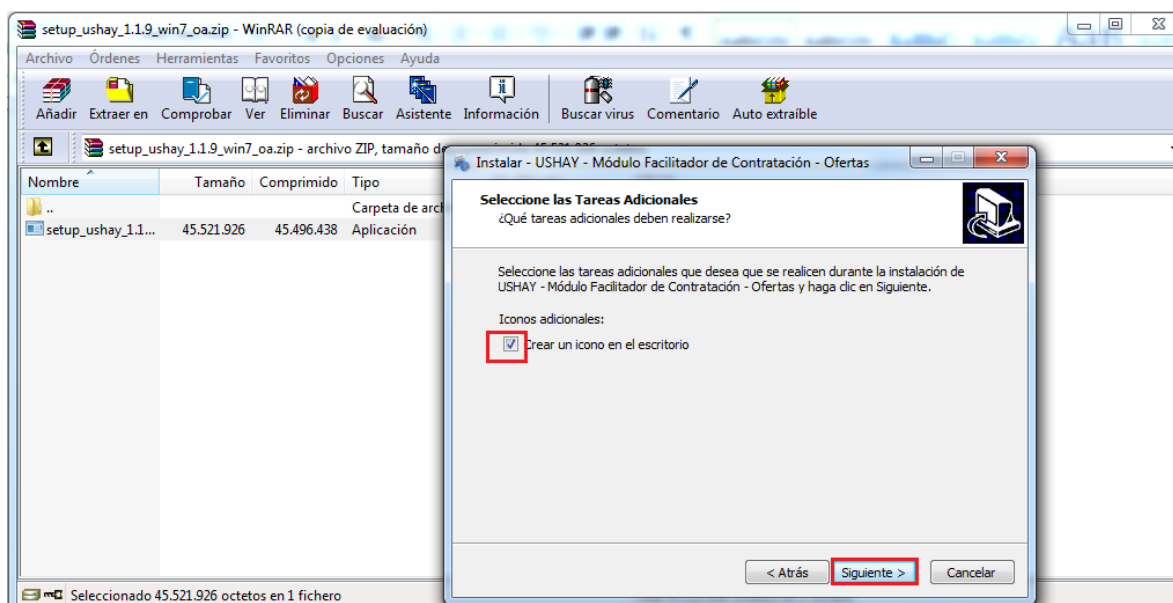 setup_ushay_1.1.9_win7_oa.zip - WinRAR (copia de evaluación)
Archivo Órdenes Herramientas Favoritos Opciones Ayuda
Añadir Extraer en Comprobar Ver Eliminar Buscar Asistente Información Buscar virus Comentario Auto extraíble
setup_ushay_1.1.9_win7_oa.zip - archivo ZIP, tamaño de
Nombre Tamaño Comprimido Tipo
.. Carpeta de arch
setup_ushay_1.1... 45.521.926 45.496.438 Aplicación
Seleccionado 45.521.926 octetos en 1 fichero
Instalar - USHAY - Módulo Facilitador de Contratación - Ofertas
Seleccione las Tareas Adicionales
¿Qué tareas adicionales deben realizarse?
Seleccione las tareas adicionales que desea que se realicen durante la instalación de
USHAY - Módulo Facilitador de Contratación - Ofertas y haga clic en Siguiente.
Iconos adicionales:
Crear un icono en el escritorio
< Atrás Siguiente > Cancelar